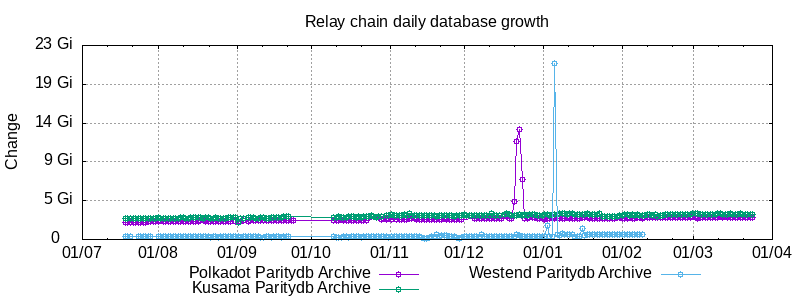 Relay chain daily database growth
23 Gi
19 Gi
14 Gi
9 Gi
5 Gi
0
Change
01/07 01/08 01/09 01/10 01/11 01/12 01/01 01/02 01/03 01/04
Polkadot Paritydb Archive Westend Paritydb Archive
Kusama Paritydb Archive